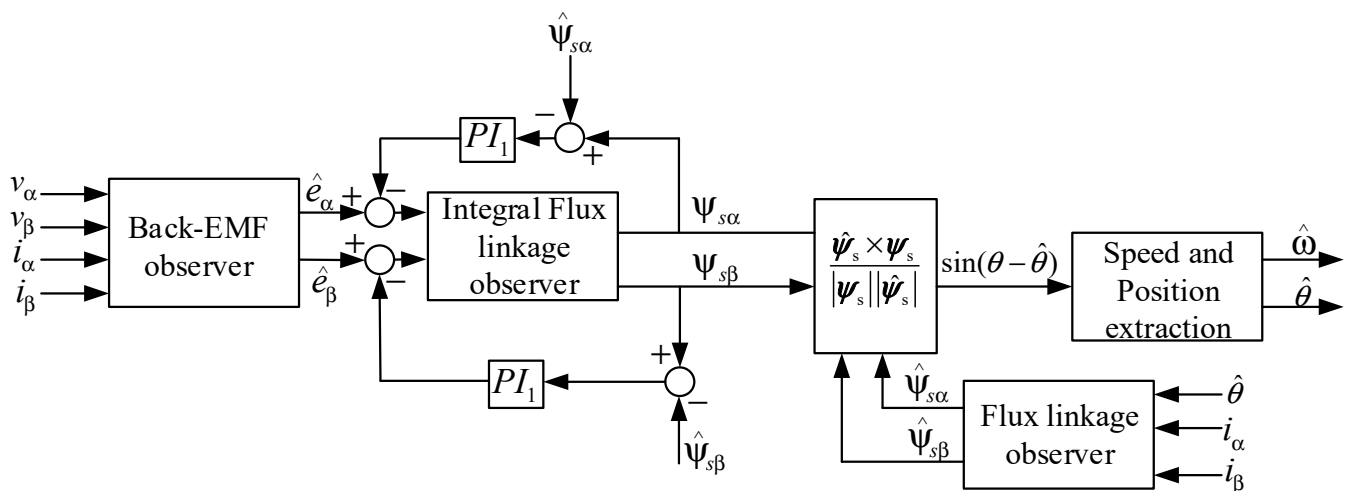 ψ̂sα
−
PI₁
+
vα
vβ
iα
iβ
Back-EMF
observer
êα
êβ
+
−
+
−
Integral Flux
linkage
observer
ψsα
ψsβ
+
PI₁
−
ψ̂sβ
ψ̂s × ψs
|ψs||ψ̂s|
sin(θ − θ̂)
Speed and
Position
extraction
ω̂
θ̂
ψ̂sα
ψ̂sβ
Flux linkage
observer
θ̂
iα
iβ